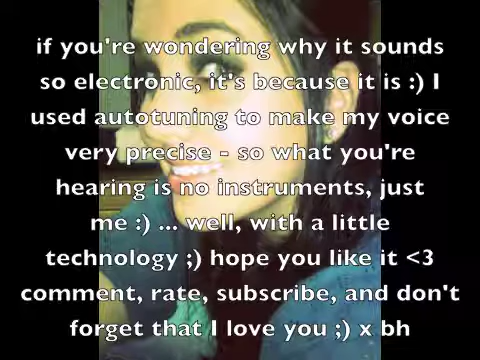 if you're wondering why it sounds
so electronic, it's because it is :) I
used autotuning to make my voice
very precise - so what you're
hearing is no instruments, just
me :) ... well, with a little
technology ;) hope you like it <3
comment, rate, subscribe, and don't
forget that I love you ;) x bh